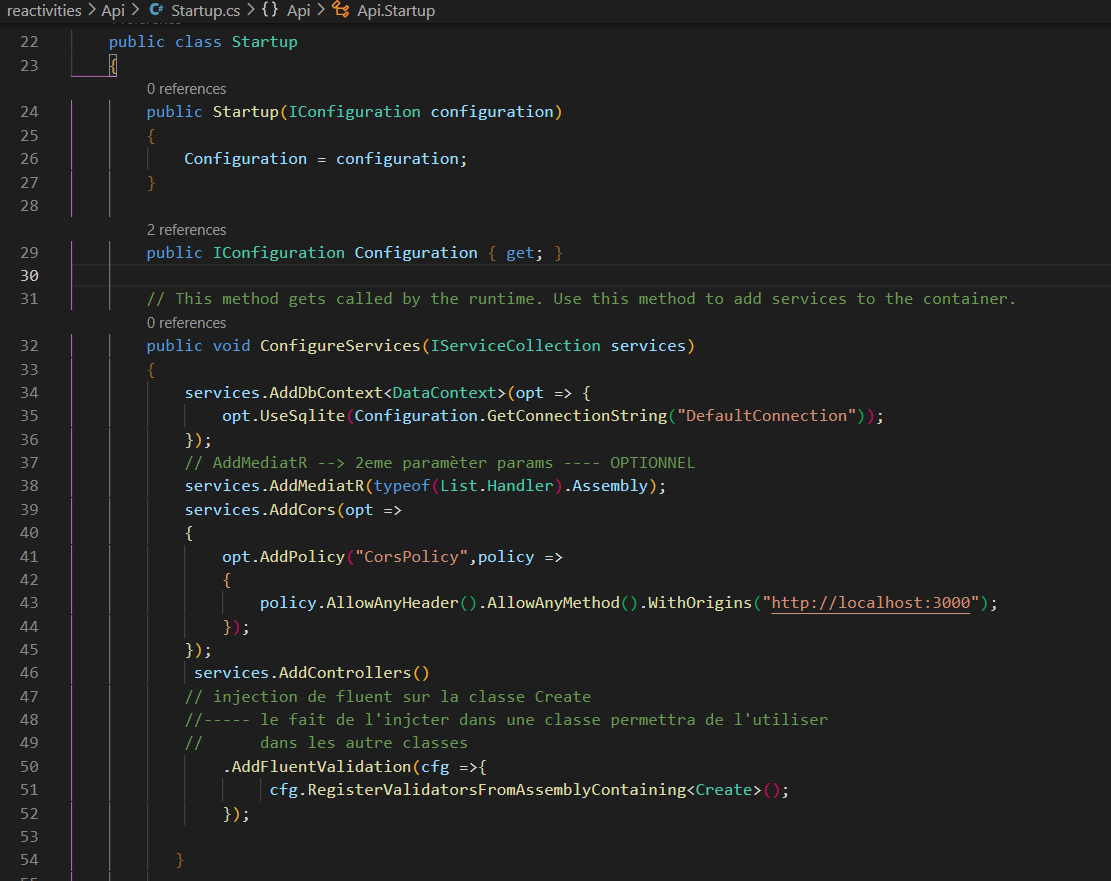 reactivities > Api > Startup.cs > {} Api > Api.Startup
22 public class Startup
23 {
0 references
24 public Startup(IConfiguration configuration)
25 {
26 Configuration = configuration;
27 }
28
2 references
29 public IConfiguration Configuration { get; }
30
31 // This method gets called by the runtime. Use this method to add services to the container.
0 references
32 public void ConfigureServices(IServiceCollection services)
33 {
34 services.AddDbContext<DataContext>(opt => {
35 opt.UseSqlite(Configuration.GetConnectionString("DefaultConnection"));
36 });
37 // AddMediatR --> 2eme paramèter params ---- OPTIONNEL
38 services.AddMediatR(typeof(List.Handler).Assembly);
39 services.AddCors(opt =>
40 {
41 opt.AddPolicy("CorsPolicy",policy =>
42 {
43 policy.AllowAnyHeader().AllowAnyMethod().WithOrigins("http://localhost:3000");
44 });
45 });
46 services.AddControllers()
47 // injection de fluent sur la classe Create
48 //----- le fait de l'injcter dans une classe permettra de l'utiliser
49 // dans les autre classes
50 .AddFluentValidation(cfg =>{
51 cfg.RegisterValidatorsFromAssemblyContaining<Create>();
52 });
53
54 }